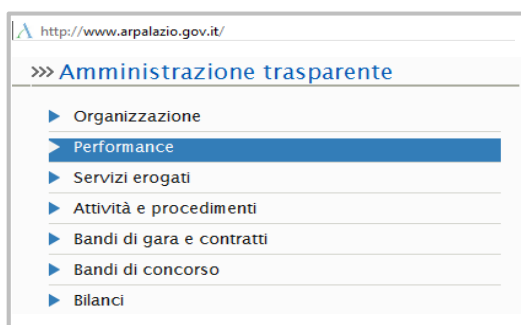 http://www.arpalazio.gov.it/
>>> Amministrazione trasparente
Organizzazione
Performance
Servizi erogati
Attività e procedimenti
Bandi di gara e contratti
Bandi di concorso
Bilanci